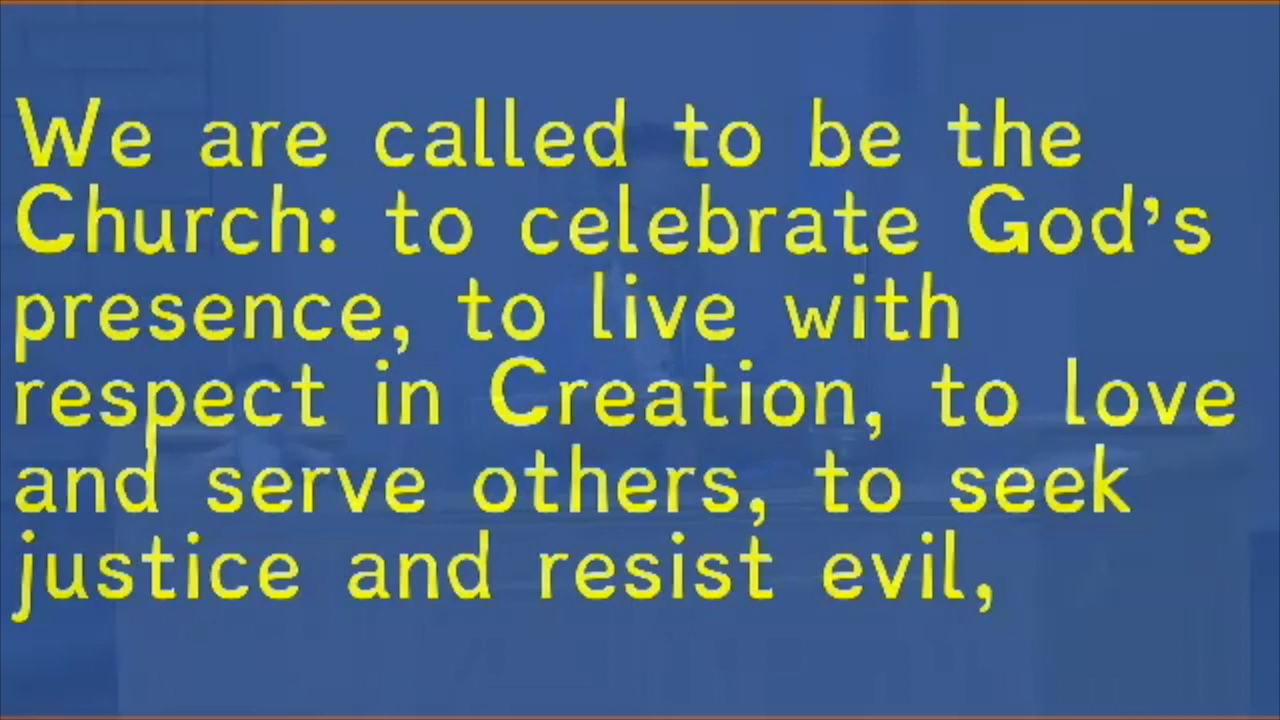 We are called to be the
Church: to celebrate God's
presence, to live with
respect in Creation, to love
and serve others, to seek
justice and resist evil,